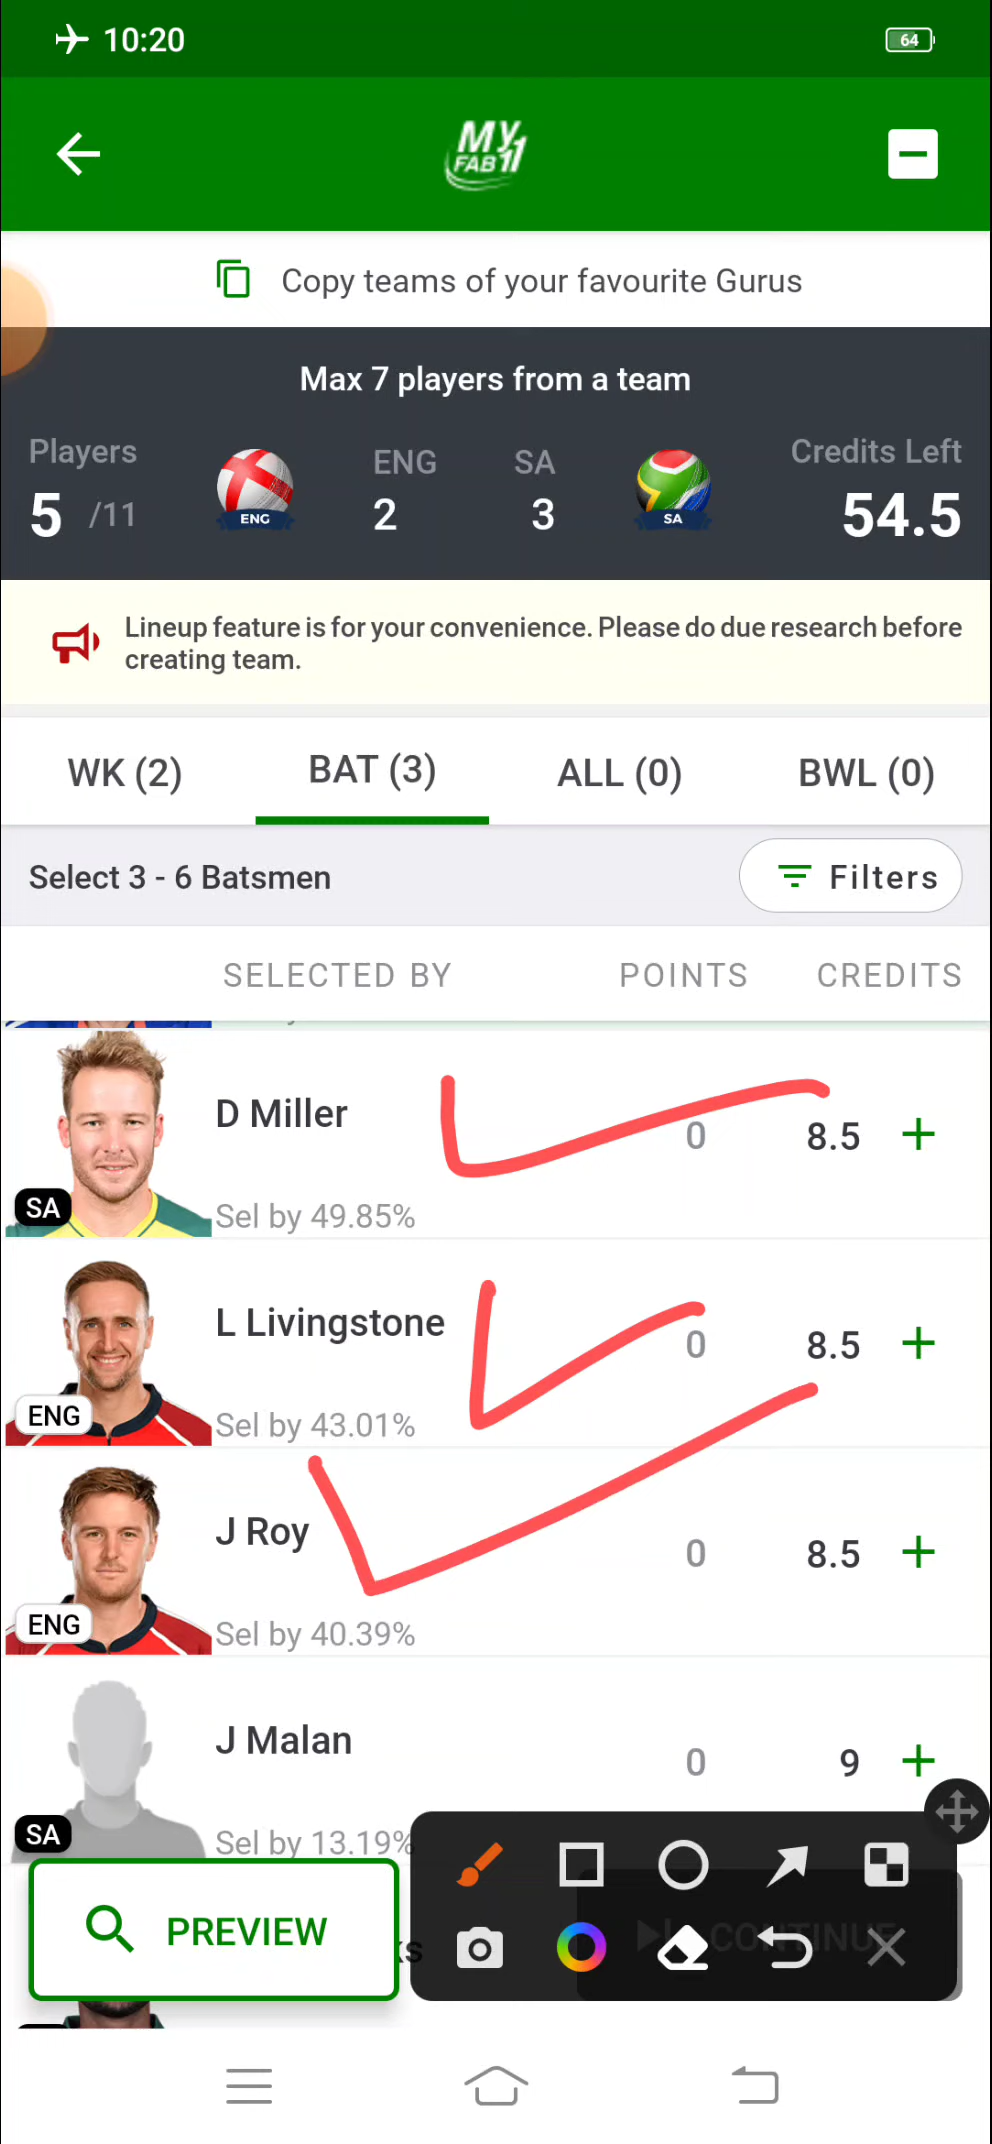 10:20
64
MY
FAB11
Copy teams of your favourite Gurus
Max 7 players from a team
Players
ENG
SA
Credits Left
5 /11
ENG
2
3
SA
54.5
Lineup feature is for your convenience. Please do due research before
creating team.
WK (2)
BAT (3)
ALL (0)
BWL (0)
Select 3 - 6 Batsmen
Filters
SELECTED BY
POINTS
CREDITS
D Miller
0
8.5
+
SA
Sel by 49.85%
L Livingstone
0
8.5
+
ENG
Sel by 43.01%
J Roy
0
8.5
+
ENG
Sel by 40.39%
J Malan
0
9
+
SA
Sel by 13.19%
PREVIEW
CONTINUE